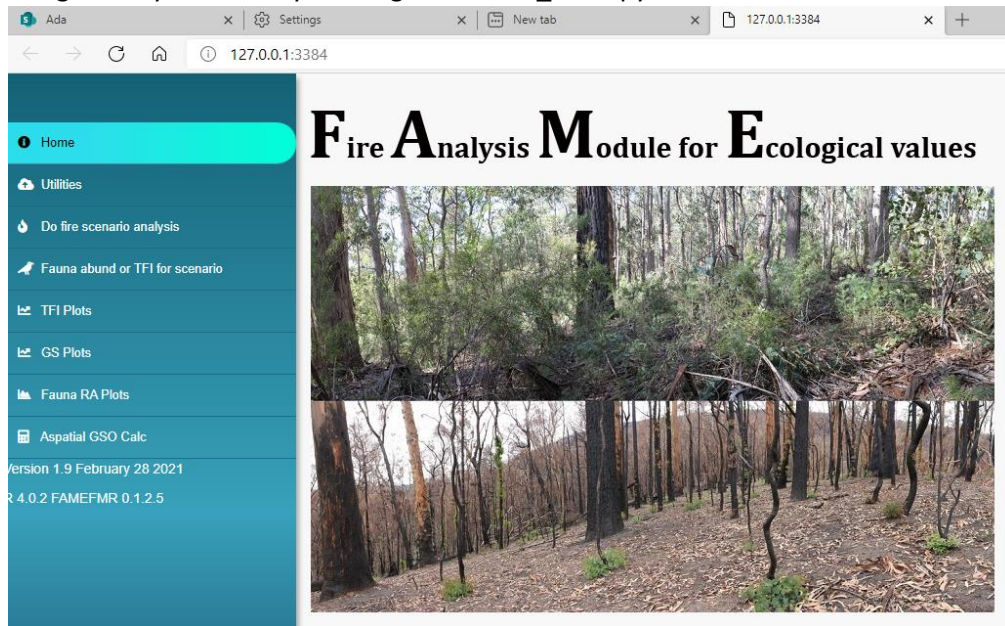 Ada
Settings
New tab
127.0.0.1:3384
127.0.0.1:3384
Fire Analysis Module for Ecological values
Home
Utilities
Do fire scenario analysis
Fauna abund or TFI for scenario
TFI Plots
GS Plots
Fauna RA Plots
Aspatial GSO Calc
Version 1.9 February 28 2021
R 4.0.2 FAMEFMR 0.1.2.5